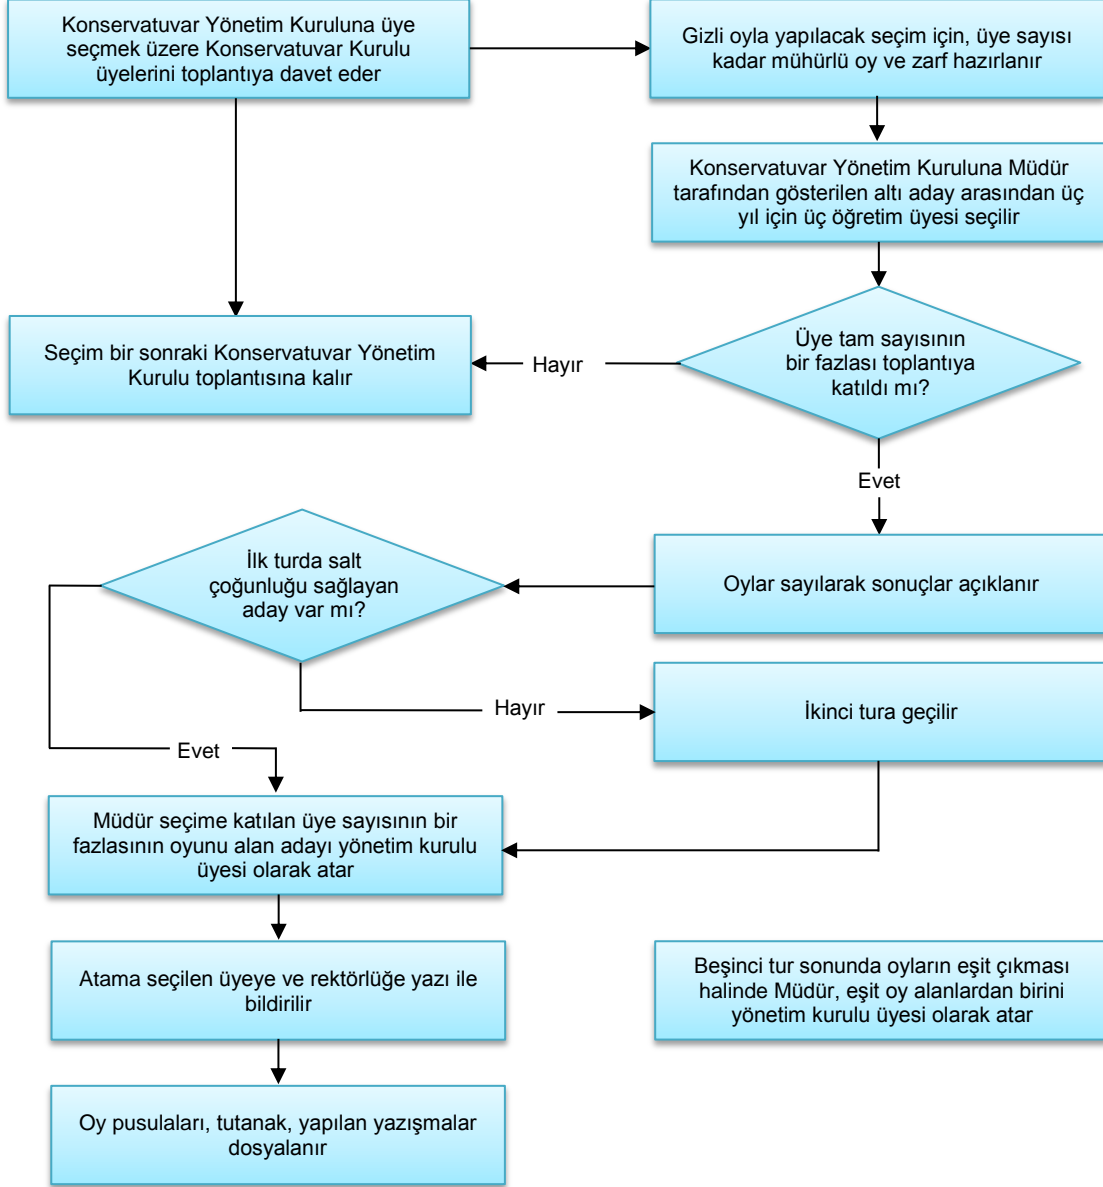 Konservatuvar Yönetim Kuruluna üye
seçmek üzere Konservatuvar Kurulu
üyelerini toplantıya davet eder
Gizli oyla yapılacak seçim için, üye sayısı
kadar mühürlü oy ve zarf hazırlanır
Konservatuvar Yönetim Kuruluna Müdür
tarafından gösterilen altı aday arasından üç
yıl için üç öğretim üyesi seçilir
Üye tam sayısının
bir fazlası toplantıya
katıldı mı?
Hayır
Seçim bir sonraki Konservatuvar Yönetim
Kurulu toplantısına kalır
Evet
Oylar sayılarak sonuçlar açıklanır
İlk turda salt
çoğunluğu sağlayan
aday var mı?
Hayır
İkinci tura geçilir
Evet
Müdür seçime katılan üye sayısının bir
fazlasının oyunu alan adayı yönetim kurulu
üyesi olarak atar
Atama seçilen üyeye ve rektörlüğe yazı ile
bildirilir
Beşinci tur sonunda oyların eşit çıkması
halinde Müdür, eşit oy alanlardan birini
yönetim kurulu üyesi olarak atar
Oy pusulaları, tutanak, yapılan yazışmalar
dosyalanır